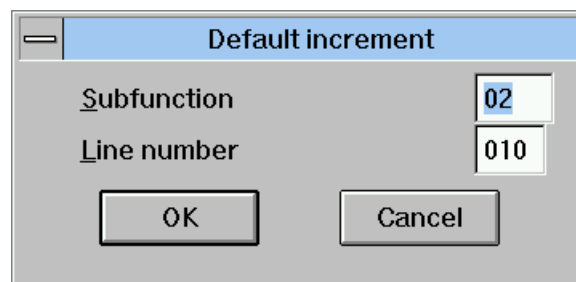 Default increment
Subfunction 02
Line number 010
OK Cancel